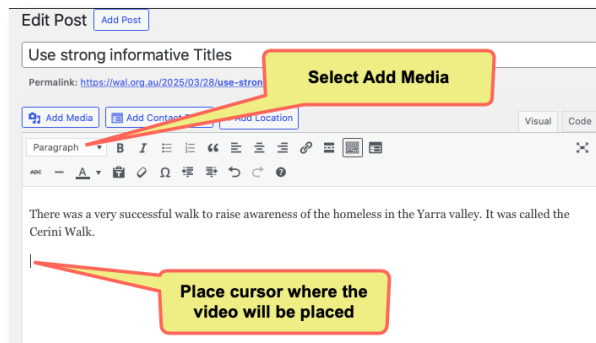 Edit Post Add Post
Use strong informative Titles
Permalink: https://wal.org.au/2025/03/28/use-stron
Select Add Media
Add Media Add Contact Add Location
Visual Code
Paragraph B I
ABC A Ω
There was a very successful walk to raise awareness of the homeless in the Yarra valley. It was called the
Cerini Walk.
Place cursor where the
video will be placed